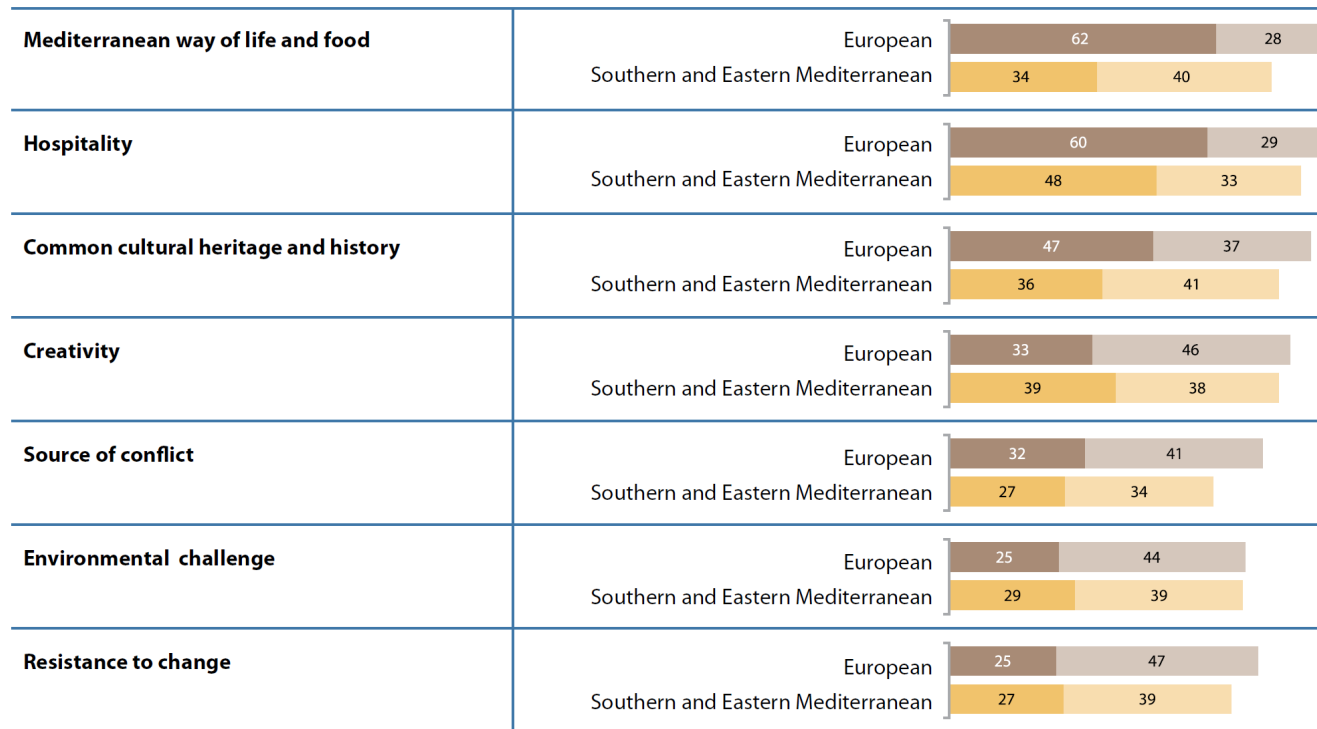 Mediterranean way of life and food
European 62 28
Southern and Eastern Mediterranean 34 40
Hospitality
European 60 29
Southern and Eastern Mediterranean 48 33
Common cultural heritage and history
European 47 37
Southern and Eastern Mediterranean 36 41
Creativity
European 33 46
Southern and Eastern Mediterranean 39 38
Source of conflict
European 32 41
Southern and Eastern Mediterranean 27 34
Environmental challenge
European 25 44
Southern and Eastern Mediterranean 29 39
Resistance to change
European 25 47
Southern and Eastern Mediterranean 27 39